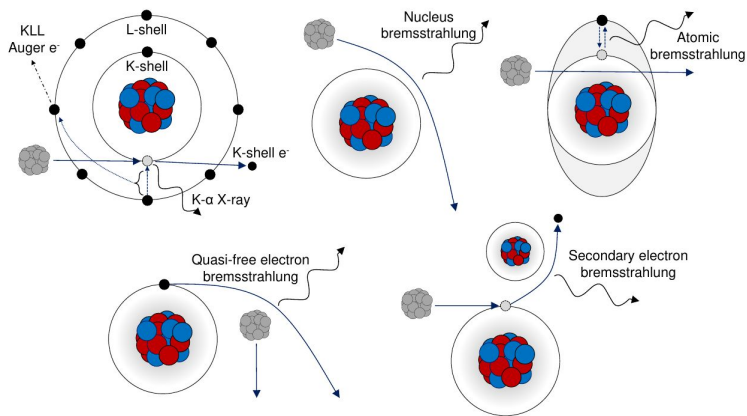 KLL
Auger e-
L-shell
K-shell
K-shell e-
K-α X-ray
Nucleus
bremsstrahlung
Atomic
bremsstrahlung
Quasi-free electron
bremsstrahlung
Secondary electron
bremsstrahlung